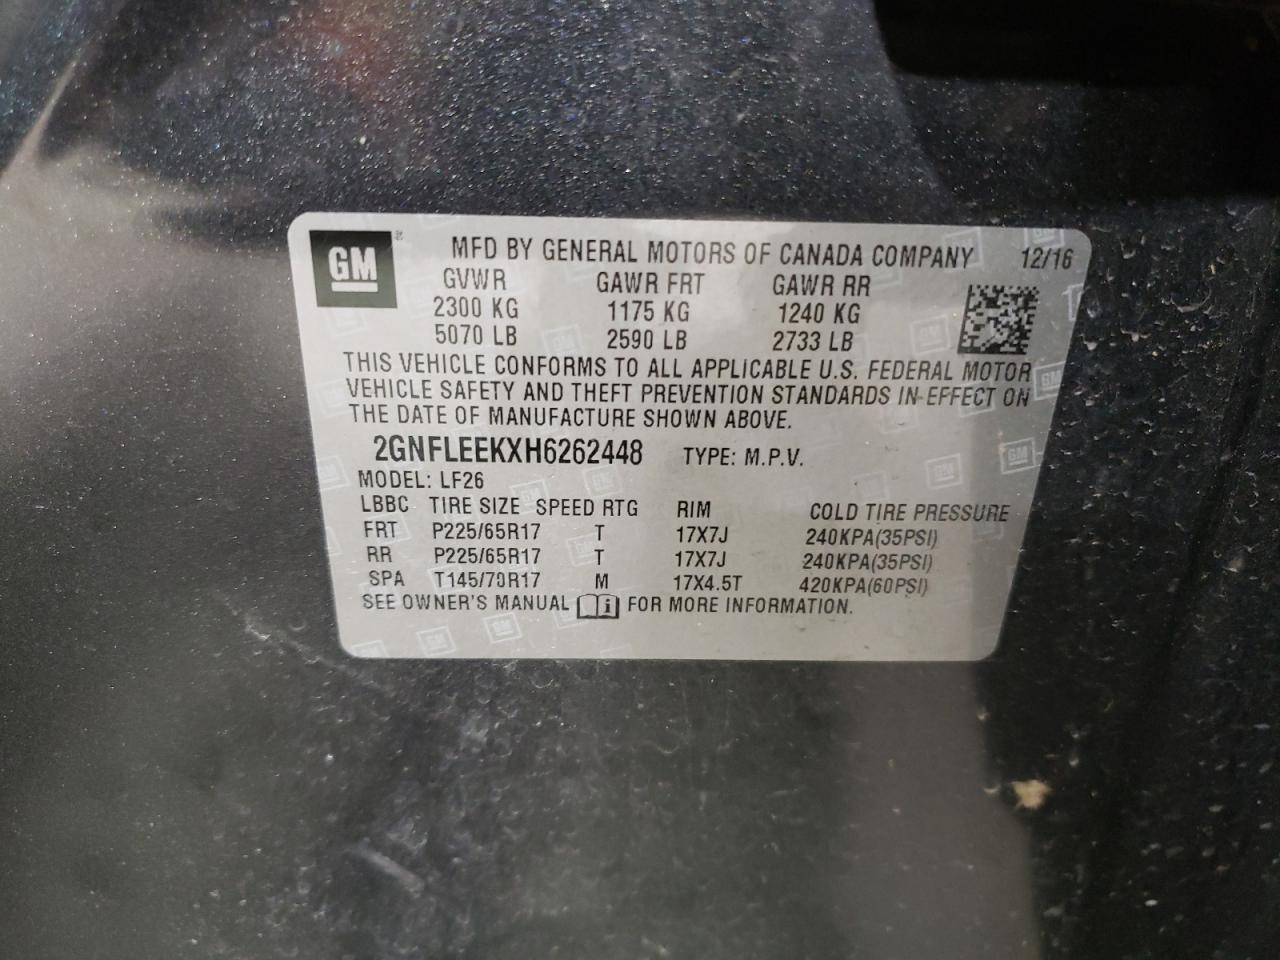 GM MFD BY GENERAL MOTORS OF CANADA COMPANY 12/16
GVWR GAWR FRT GAWR RR
2300 KG 1175 KG 1240 KG
5070 LB 2590 LB 2733 LB
THIS VEHICLE CONFORMS TO ALL APPLICABLE U.S. FEDERAL MOTOR
VEHICLE SAFETY AND THEFT PREVENTION STANDARDS IN EFFECT ON
THE DATE OF MANUFACTURE SHOWN ABOVE.
2GNFLEEKXH6262448 TYPE: M.P.V.
MODEL: LF26
LBBC TIRE SIZE SPEED RTG RIM COLD TIRE PRESSURE
FRT P225/65R17 T 17X7J 240KPA(35PSI)
RR P225/65R17 T 17X7J 240KPA(35PSI)
SPA T145/70R17 M 17X4.5T 420KPA(60PSI)
SEE OWNER'S MANUAL i FOR MORE INFORMATION.